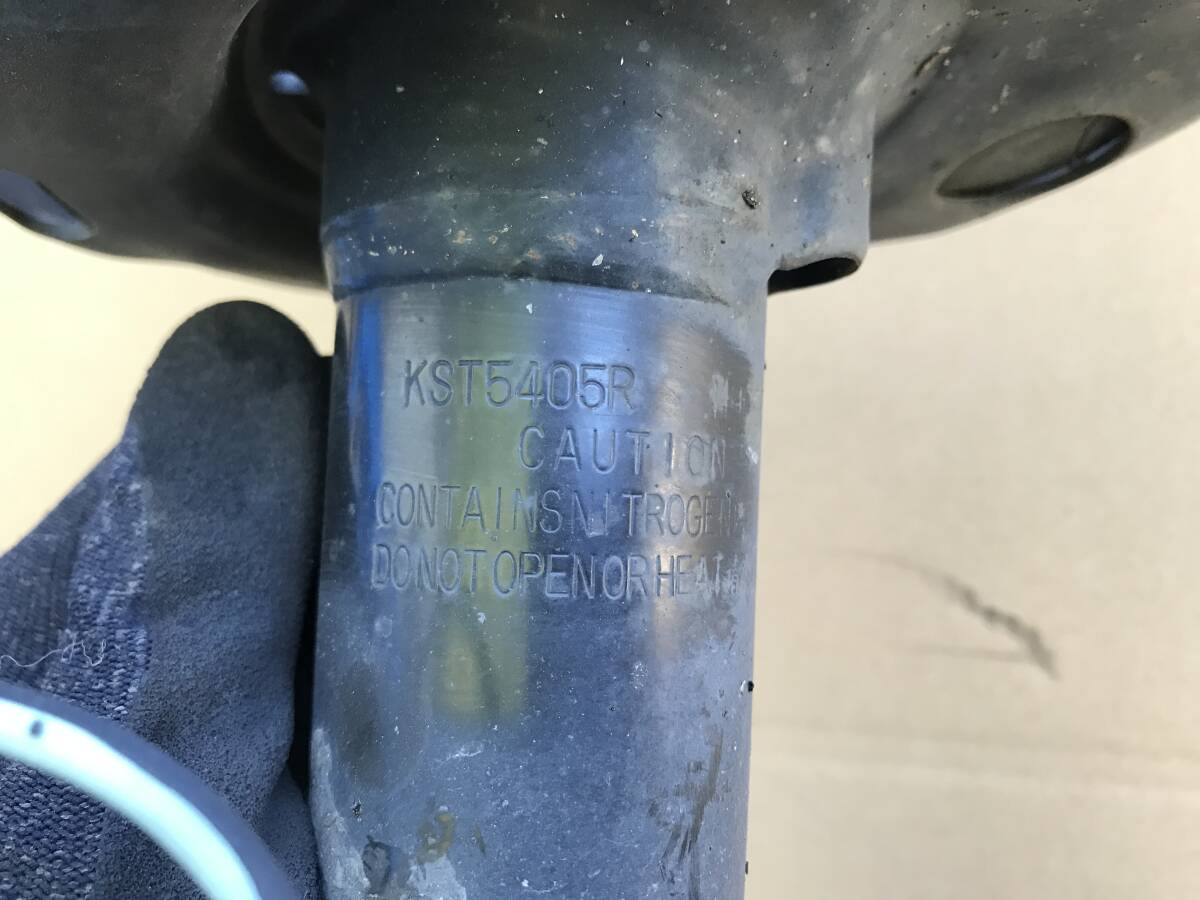 KST5405R
CAUTION
CONTAINS NITROGEN
DO NOT OPEN OR HEAT